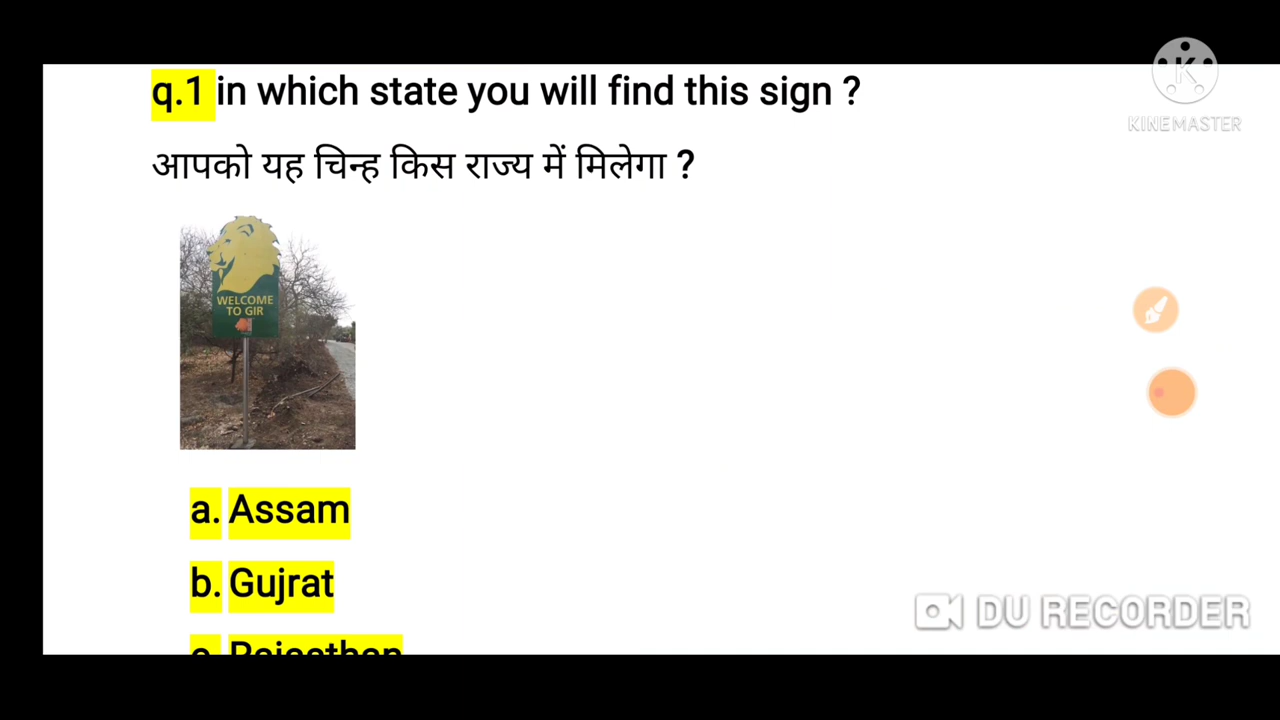 q.1 in which state you will find this sign ?
KINEMASTER
आपको यह चिन्ह किस राज्य में मिलेगा ?
WELCOME
TO GIR
a. Assam
b. Gujrat
c. Rajasthan
DU RECORDER